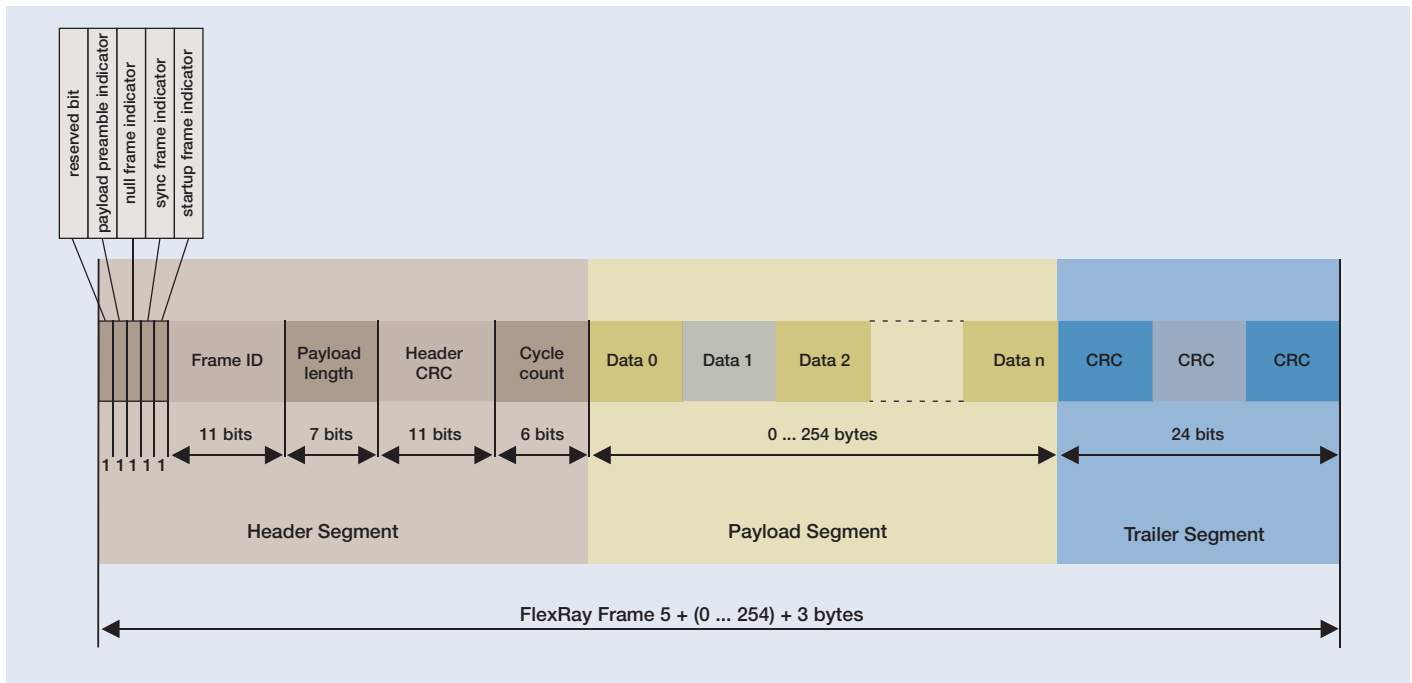 reserved bit
payload preamble indicator
null frame indicator
sync frame indicator
startup frame indicator
Frame ID
Payload
length
Header
CRC
Cycle
count
Data 0
Data 1
Data 2
Data n
CRC
CRC
CRC
1 1 1 1 1
11 bits
7 bits
11 bits
6 bits
0 ... 254 bytes
24 bits
Header Segment
Payload Segment
Trailer Segment
FlexRay Frame 5 + (0 ... 254) + 3 bytes